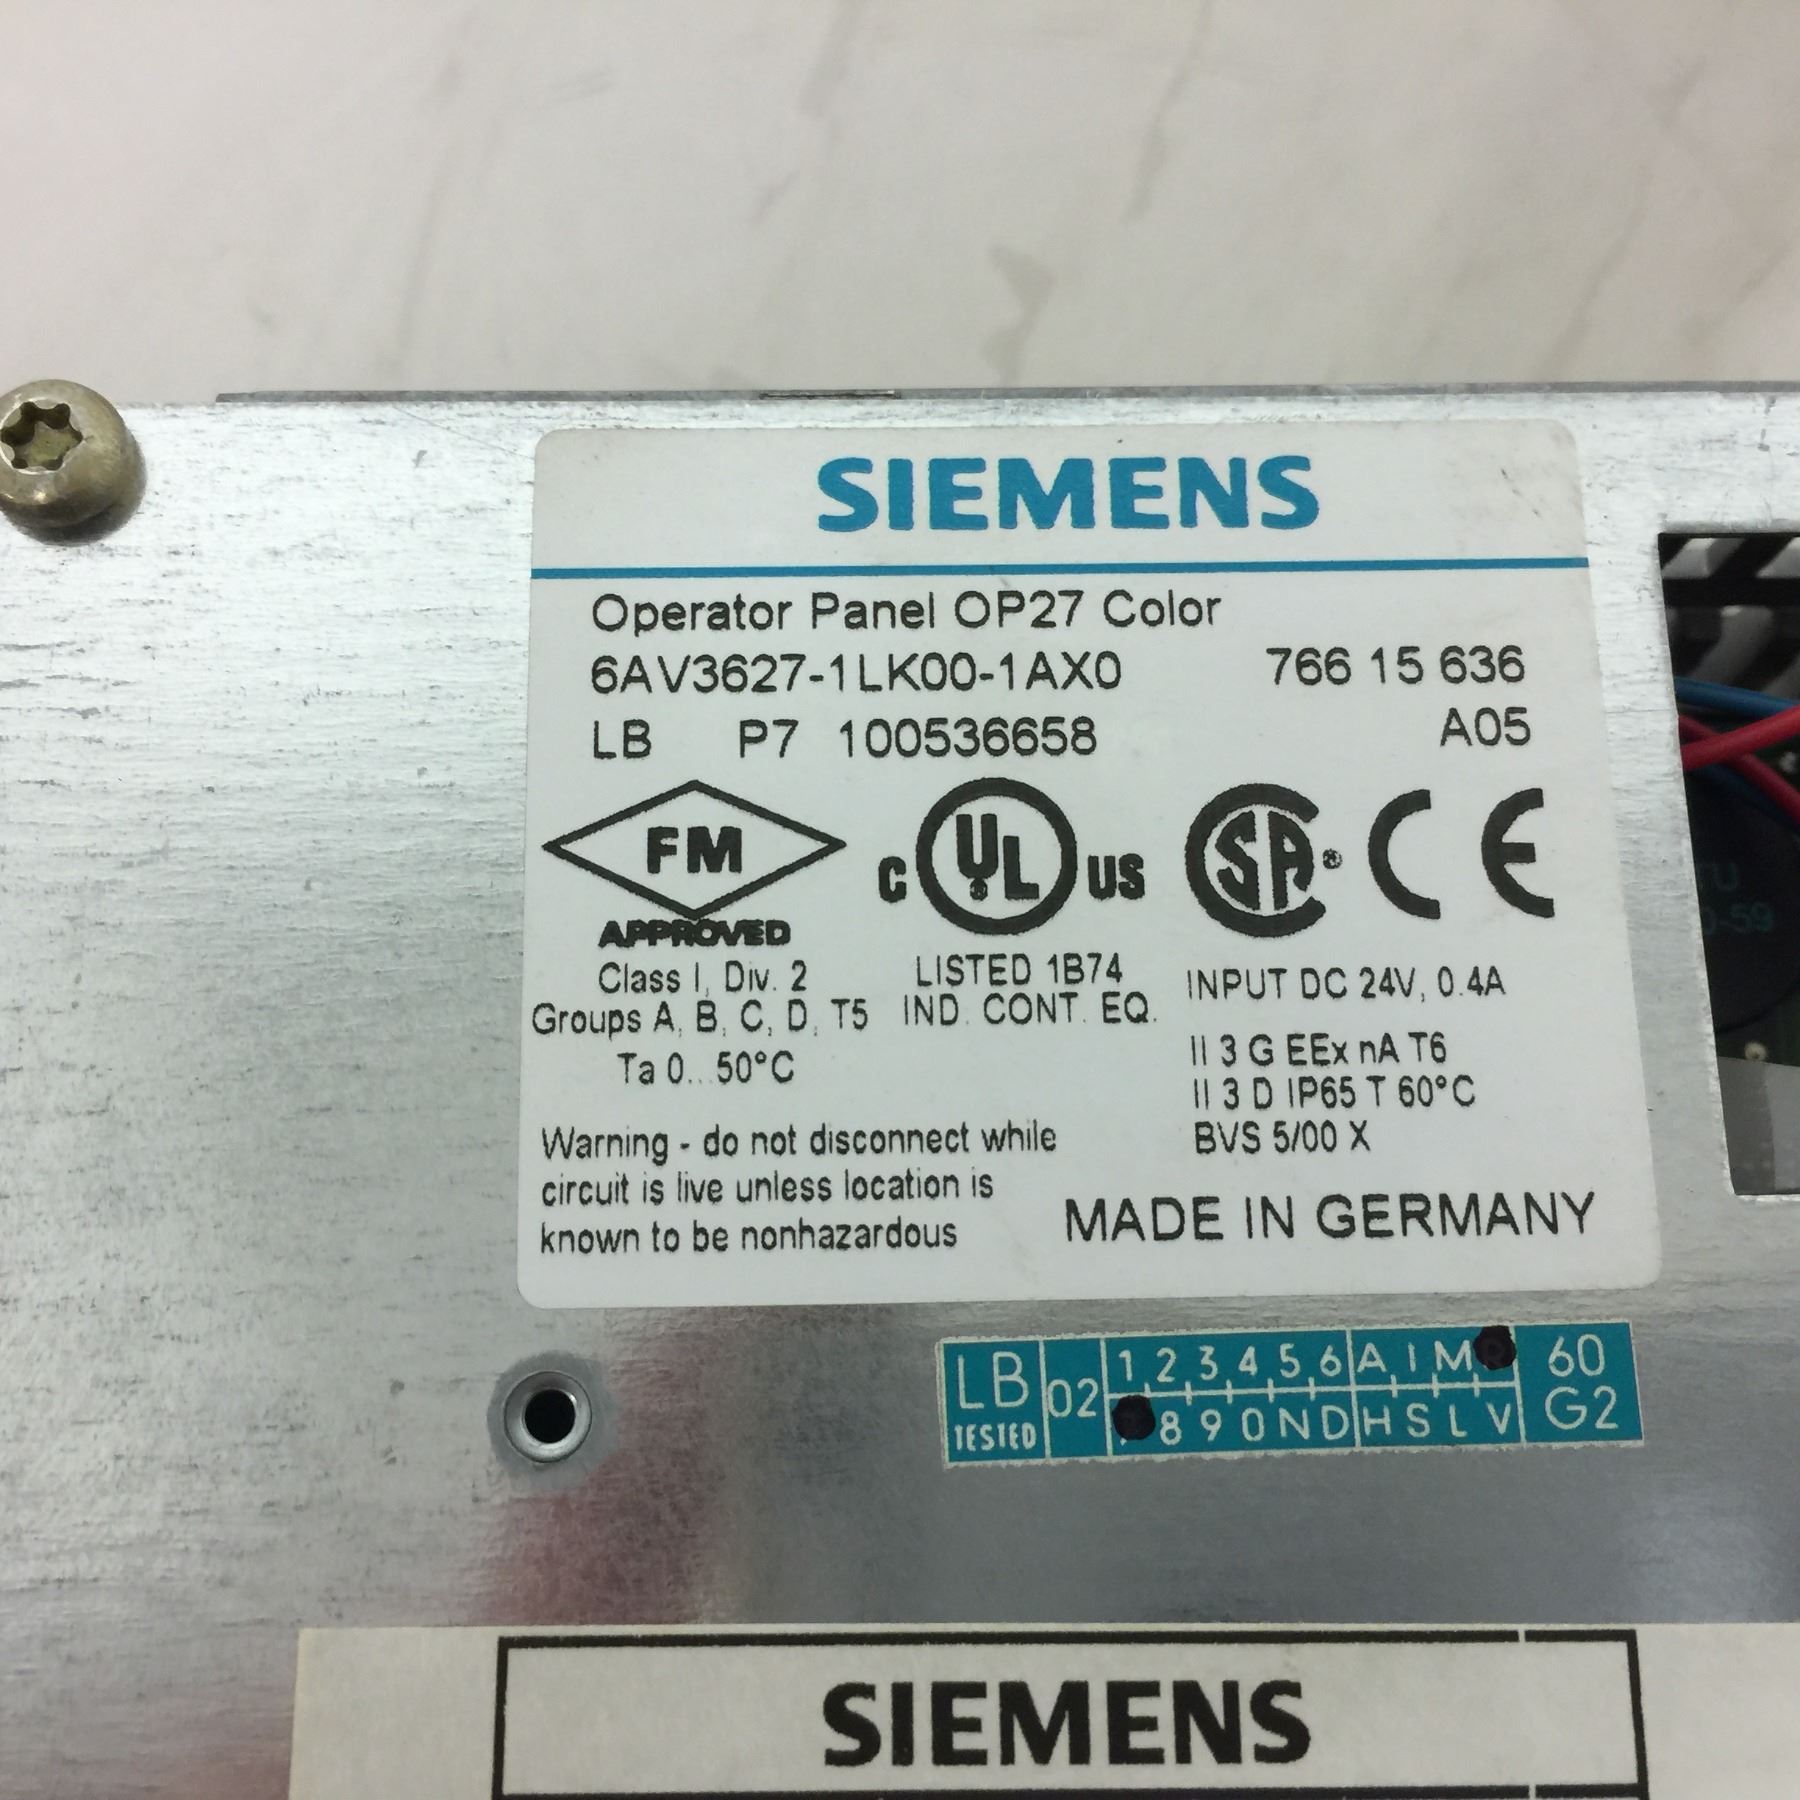 SIEMENS
Operator Panel OP27 Color
6AV3627-1LK00-1AX0 766 15 636
LB P7 100536658 A05
FM
APPROVED
Class I, Div. 2
Groups A, B, C, D, T5
Ta 0...50°C
C UL US
LISTED 1B74
IND. CONT. EQ.
SA CE
INPUT DC 24V, 0.4A
II 3 G EEx nA T6
II 3 D IP65 T 60°C
BVS 5/00 X
Warning - do not disconnect while
circuit is live unless location is
known to be nonhazardous
MADE IN GERMANY
LB
TESTED
02
1 2 3 4 5 6 A I M
8 9 0 N D H S L V
60
G2
SIEMENS